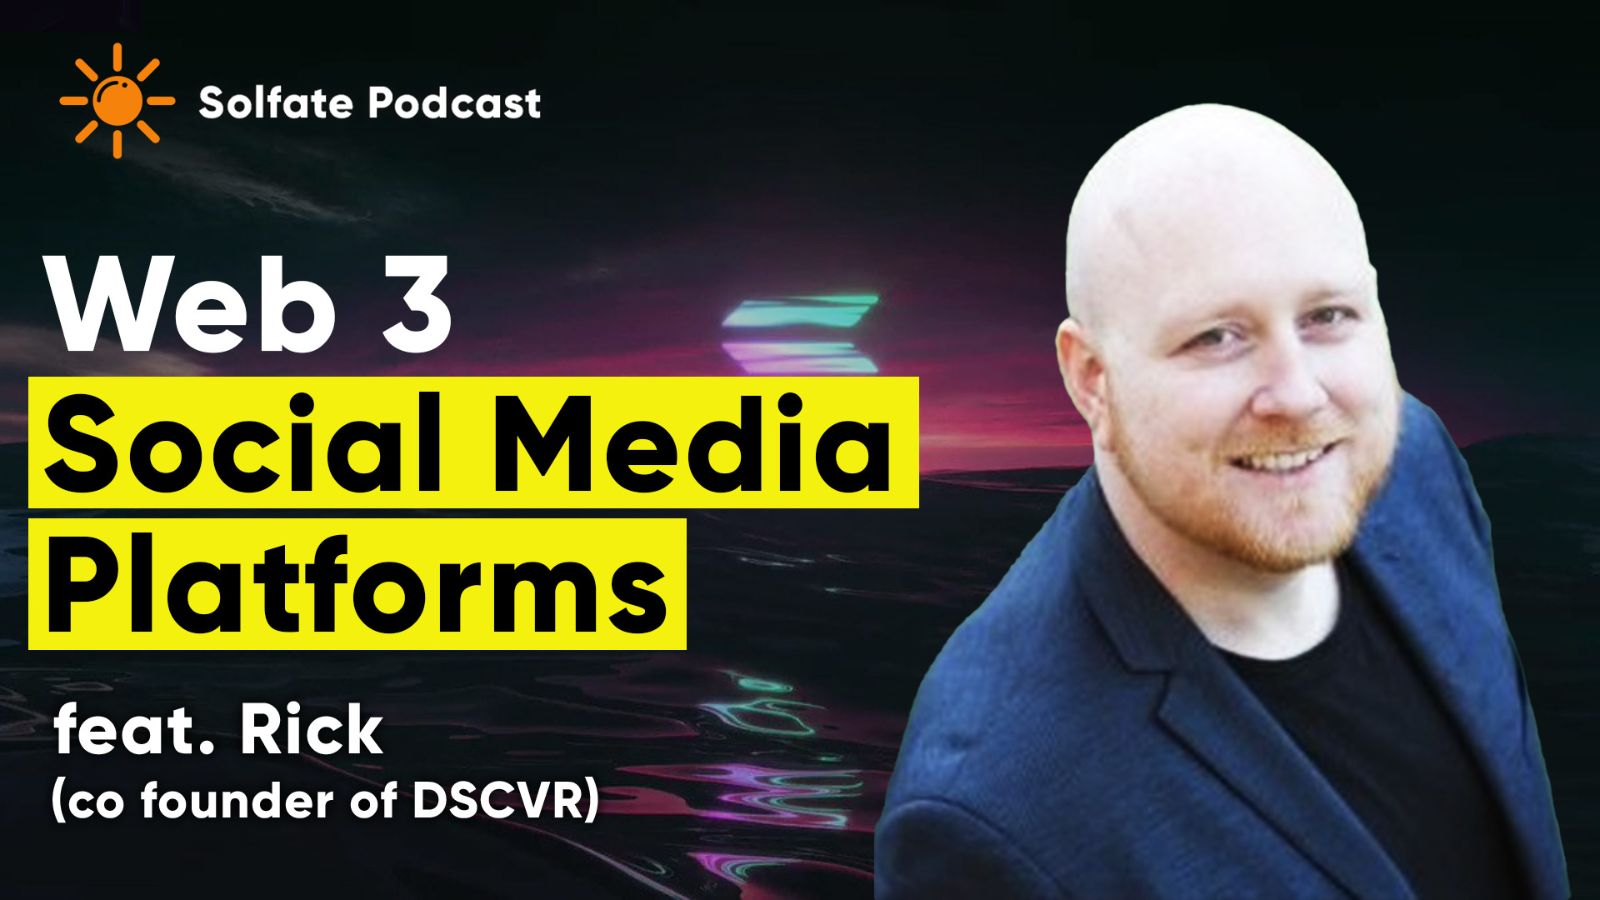 Solfate Podcast
Web 3
Social Media
Platforms
feat. Rick
(co founder of DSCVR)